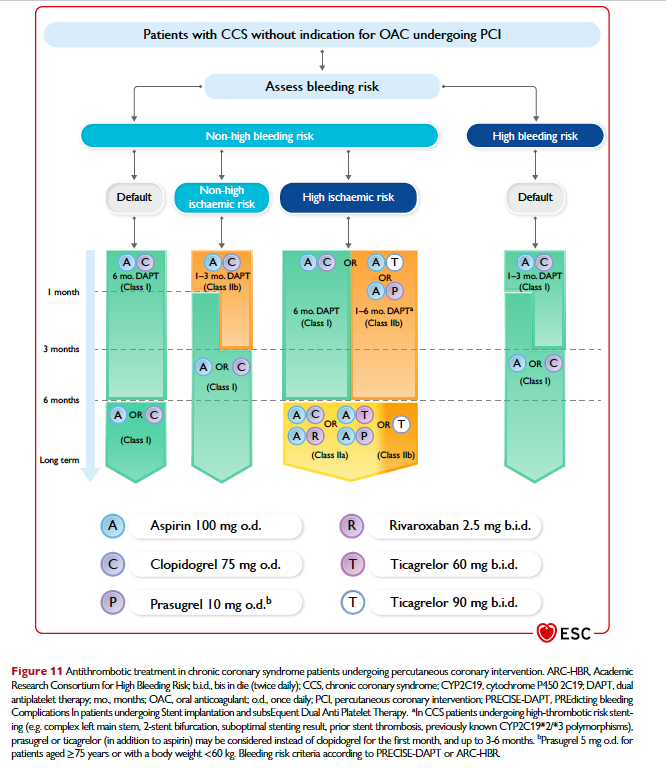 Patients with CCS without indication for OAC undergoing PCI
Assess bleeding risk
Non-high bleeding risk
High bleeding risk
Default
Non-high
ischaemic risk
High ischaemic risk
Default
A C
6 mo. DAPT
(Class I)
A C
1–3 mo. DAPT
(Class IIb)
A C OR A T
OR
A P
6 mo. DAPT
(Class I)
1–6 mo. DAPTª
(Class IIb)
A C
1–3 mo. DAPT
(Class I)
1 month
3 months
A OR C
(Class I)
A OR C
(Class I)
6 months
A OR C
(Class I)
A C OR A T OR T
A R A P
(Class IIa)
(Class IIb)
Long term
A Aspirin 100 mg o.d.
R Rivaroxaban 2.5 mg b.i.d.
C Clopidogrel 75 mg o.d.
T Ticagrelor 60 mg b.i.d.
P Prasugrel 10 mg o.d.ᵇ
T Ticagrelor 90 mg b.i.d.
ESC
Figure 11 Antithrombotic treatment in chronic coronary syndrome patients undergoing percutaneous coronary intervention. ARC-HBR, Academic
Research Consortium for High Bleeding Risk; b.i.d., bis in die (twice daily); CCS, chronic coronary syndrome; CYP2C19, cytochrome P450 2C19; DAPT, dual
antiplatelet therapy; mo., months; OAC, oral anticoagulant; o.d., once daily; PCI, percutaneous coronary intervention; PRECISE-DAPT, PREdicting bleeding
Complications In patients undergoing Stent implantation and subsEquent Dual Anti Platelet Therapy. ªIn CCS patients undergoing high-thrombotic risk stent-
ing (e.g. complex left main stem, 2-stent bifurcation, suboptimal stenting result, prior stent thrombosis, previously known CYP2C19*2/*3 polymorphisms),
prasugrel or ticagrelor (in addition to aspirin) may be considered instead of clopidogrel for the first month, and up to 3-6 months. ᵇPrasugrel 5 mg o.d. for
patients aged ≥75 years or with a body weight <60 kg. Bleeding risk criteria according to PRECISE-DAPT or ARC-HBR.